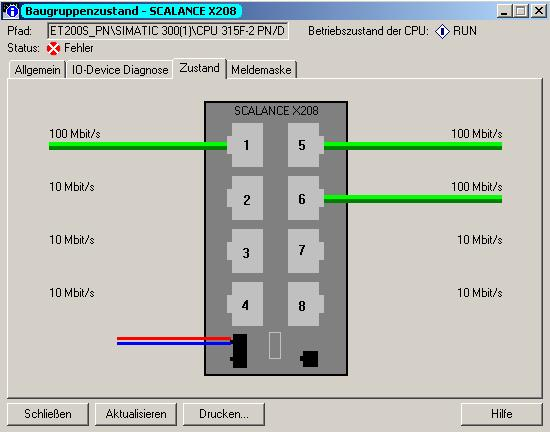 Baugruppenzustand - SCALANCE X208
Pfad: ET200S_PN\SIMATIC 300(1)\CPU 315F-2 PN/D Betriebszustand der CPU: RUN
Status: Fehler
Allgemein IO-Device Diagnose Zustand Meldemaske
SCALANCE X208
100 Mbit/s 1 5 100 Mbit/s
10 Mbit/s 2 6 100 Mbit/s
10 Mbit/s 3 7 10 Mbit/s
10 Mbit/s 4 8 10 Mbit/s
Schließen Aktualisieren Drucken... Hilfe